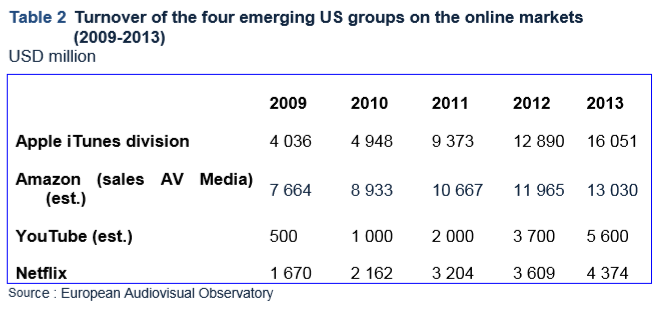 Table 2 Turnover of the four emerging US groups on the online markets
(2009-2013)
USD million
2009 2010 2011 2012 2013
Apple iTunes division 4 036 4 948 9 373 12 890 16 051
Amazon (sales AV Media)
(est.) 7 664 8 933 10 667 11 965 13 030
YouTube (est.) 500 1 000 2 000 3 700 5 600
Netflix 1 670 2 162 3 204 3 609 4 374
Source : European Audiovisual Observatory